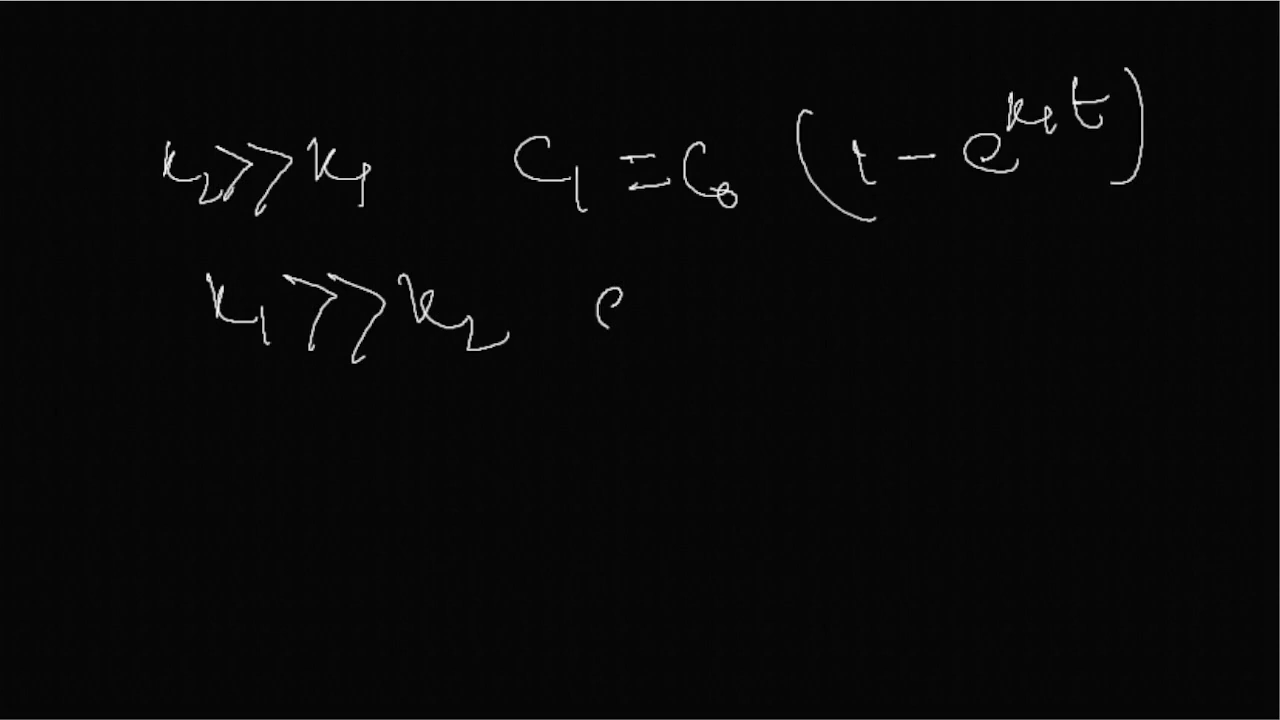 k₂ >> k₁ C₁ = C₀ (1 - e^{k₁t})
k₁ >> k₂ e